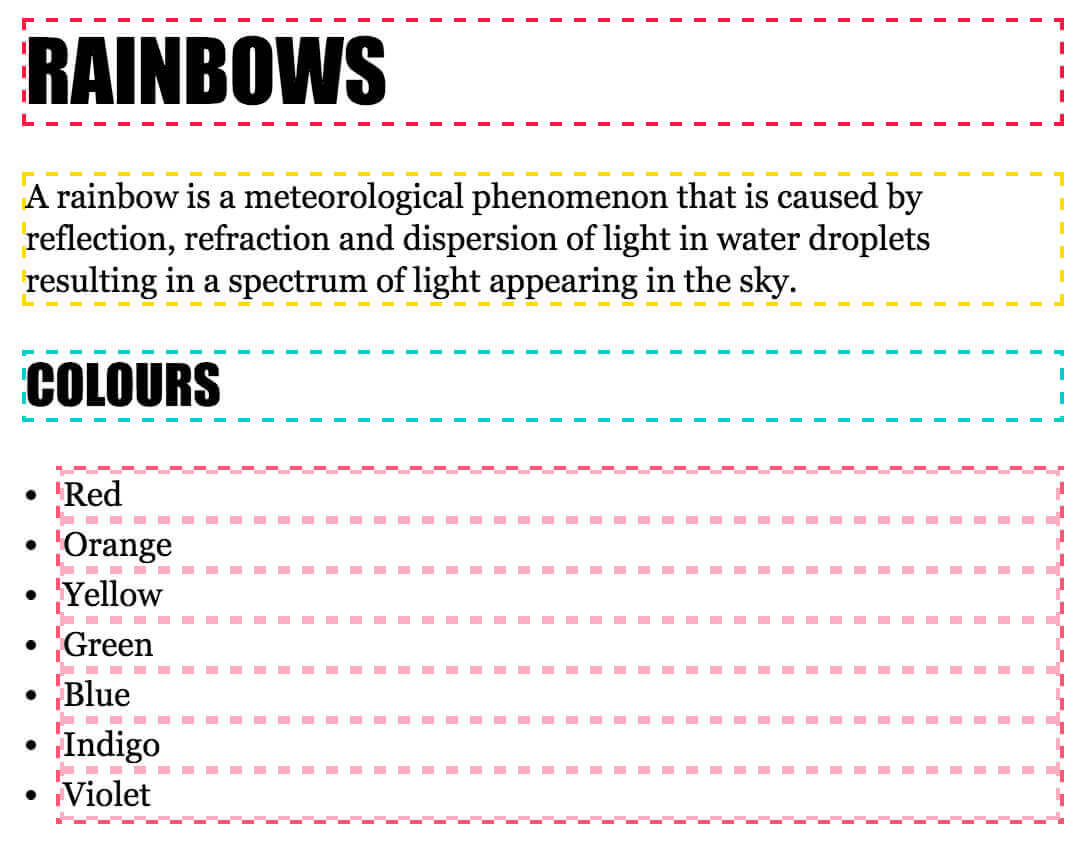 RAINBOWS
A rainbow is a meteorological phenomenon that is caused by
reflection, refraction and dispersion of light in water droplets
resulting in a spectrum of light appearing in the sky.
COLOURS
• Red
• Orange
• Yellow
• Green
• Blue
• Indigo
• Violet